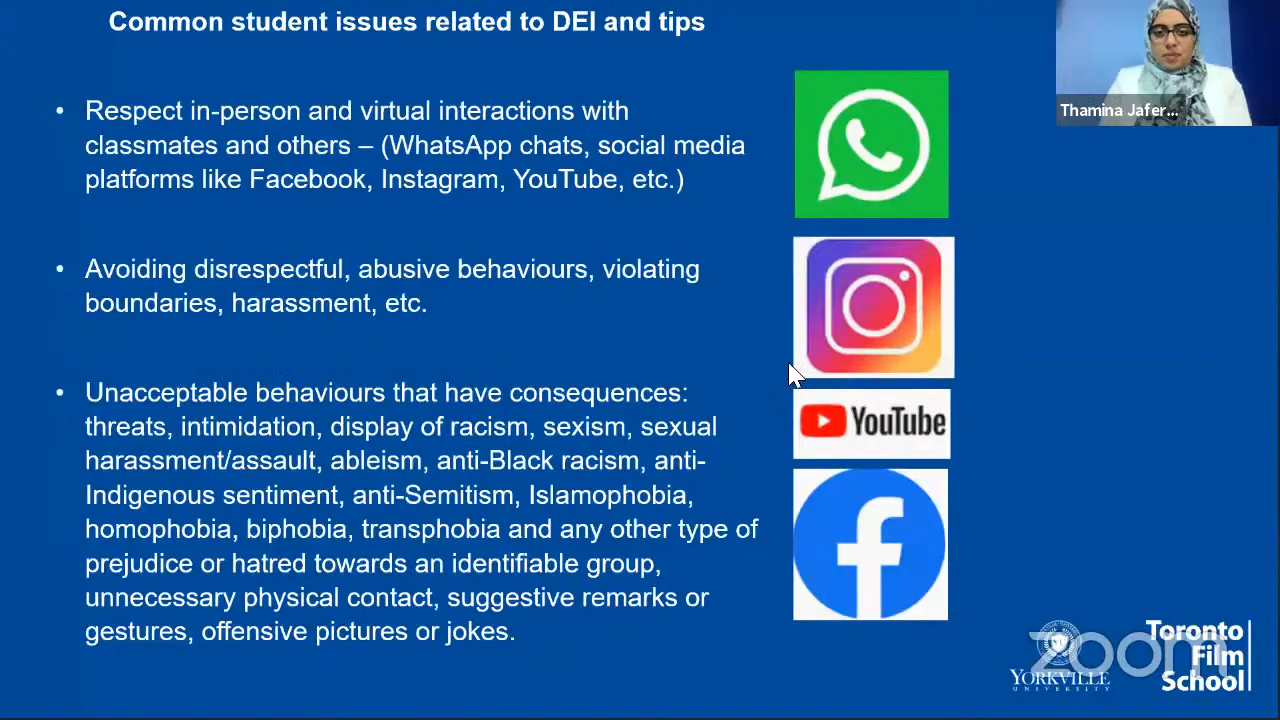 Common student issues related to DEI and tips
Thamina Jafer...
• Respect in-person and virtual interactions with
classmates and others – (WhatsApp chats, social media
platforms like Facebook, Instagram, YouTube, etc.)
• Avoiding disrespectful, abusive behaviours, violating
boundaries, harassment, etc.
• Unacceptable behaviours that have consequences:
threats, intimidation, display of racism, sexism, sexual
harassment/assault, ableism, anti-Black racism, anti-
Indigenous sentiment, anti-Semitism, Islamophobia,
homophobia, biphobia, transphobia and any other type of
prejudice or hatred towards an identifiable group,
unnecessary physical contact, suggestive remarks or
gestures, offensive pictures or jokes.
YouTube
zoom
YORKVILLE
UNIVERSITY
Toronto
Film
School